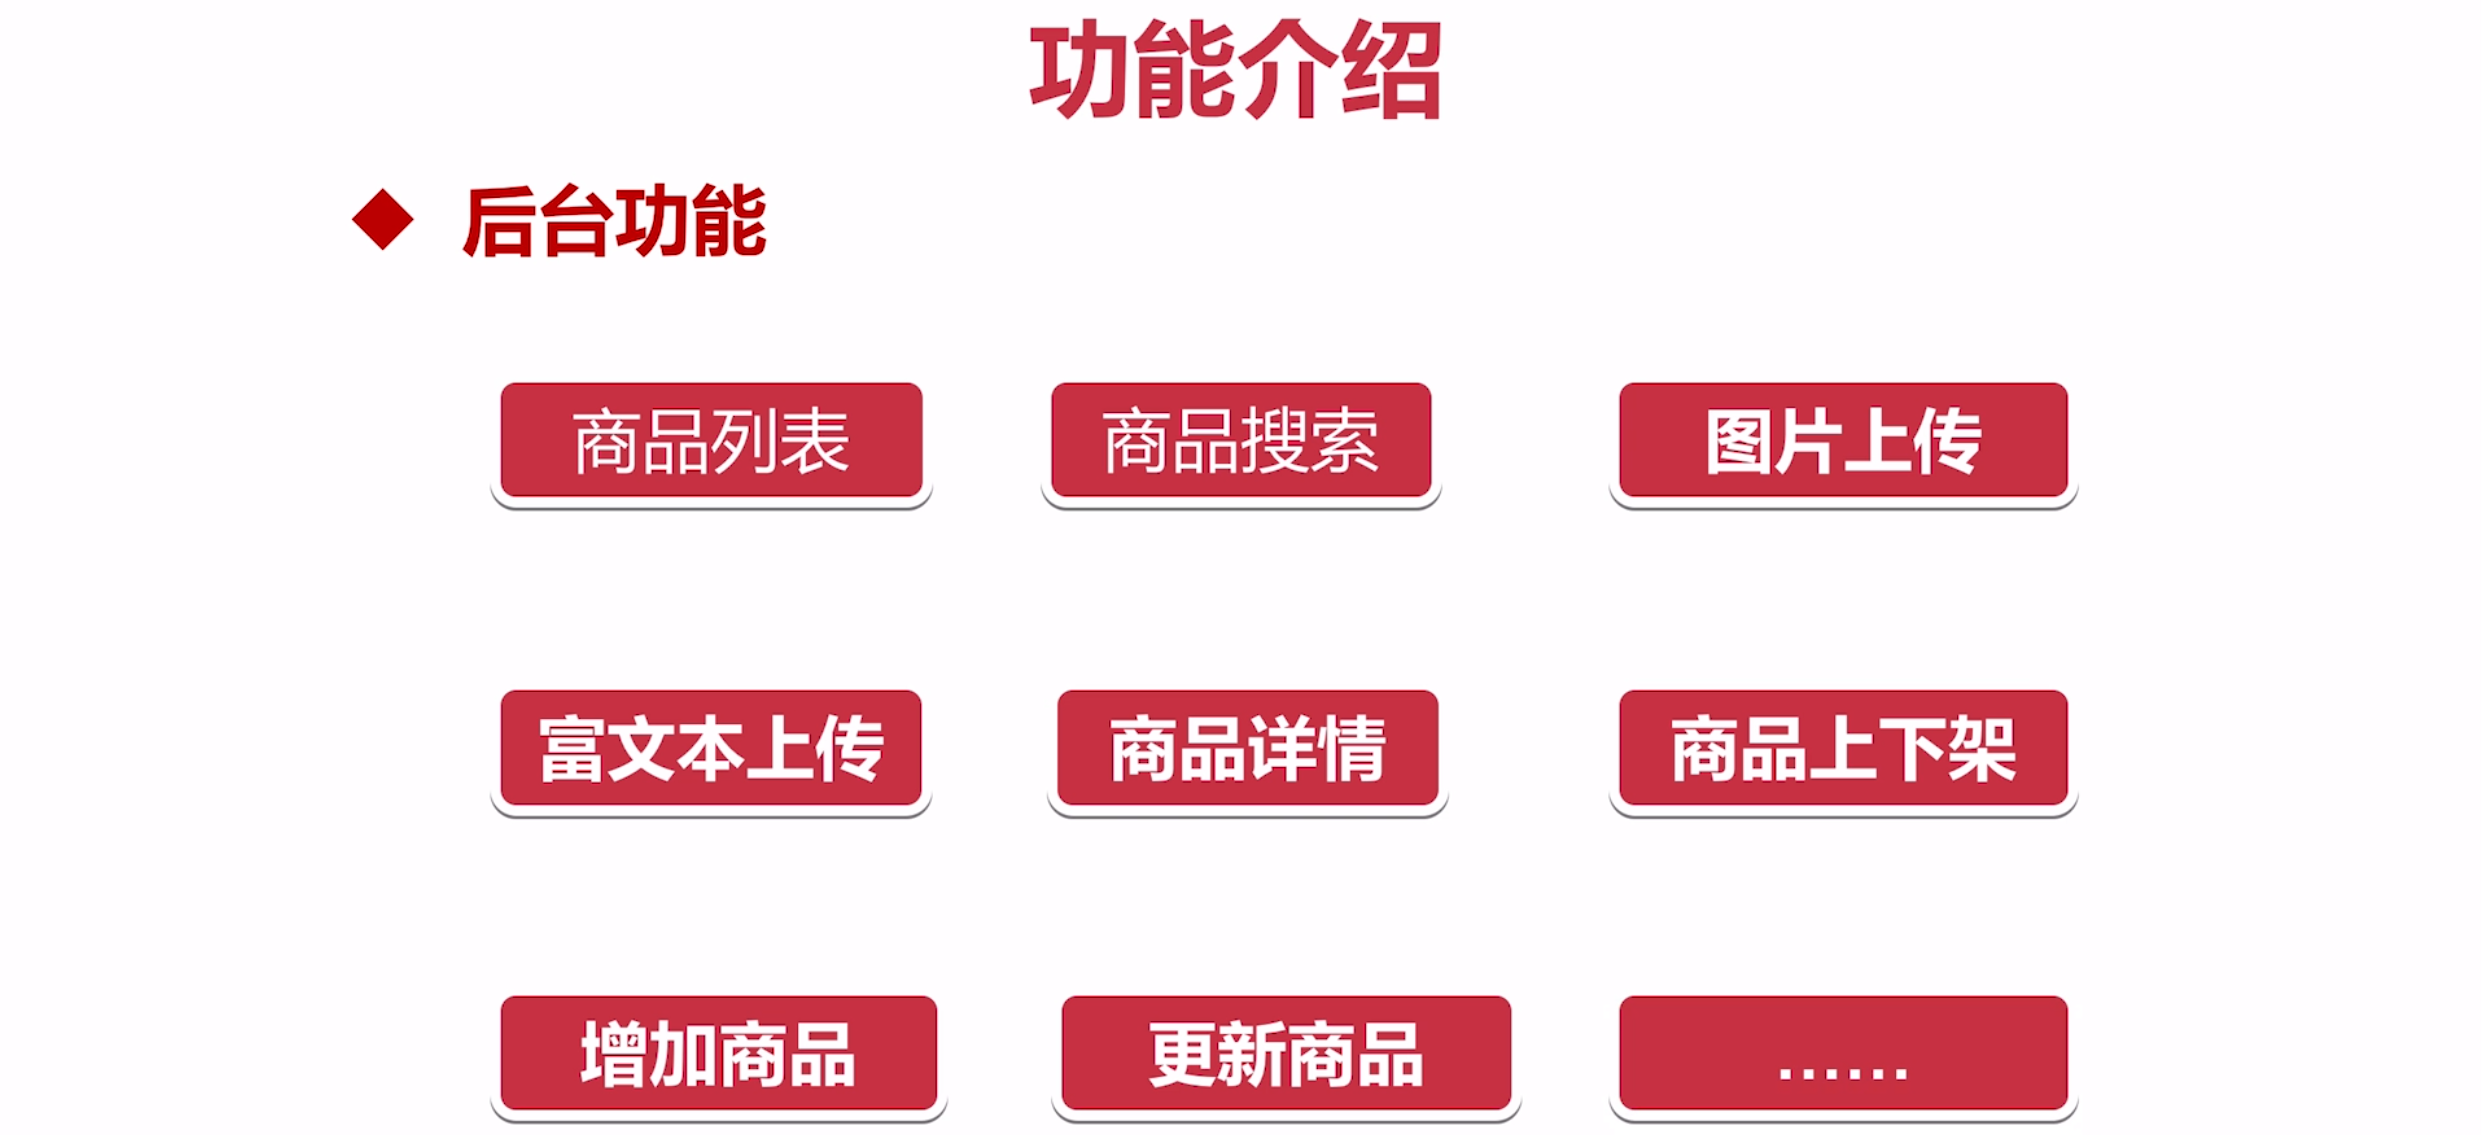 功能介绍
◆ 后台功能
商品列表 商品搜索 图片上传
富文本上传 商品详情 商品上下架
增加商品 更新商品 ......